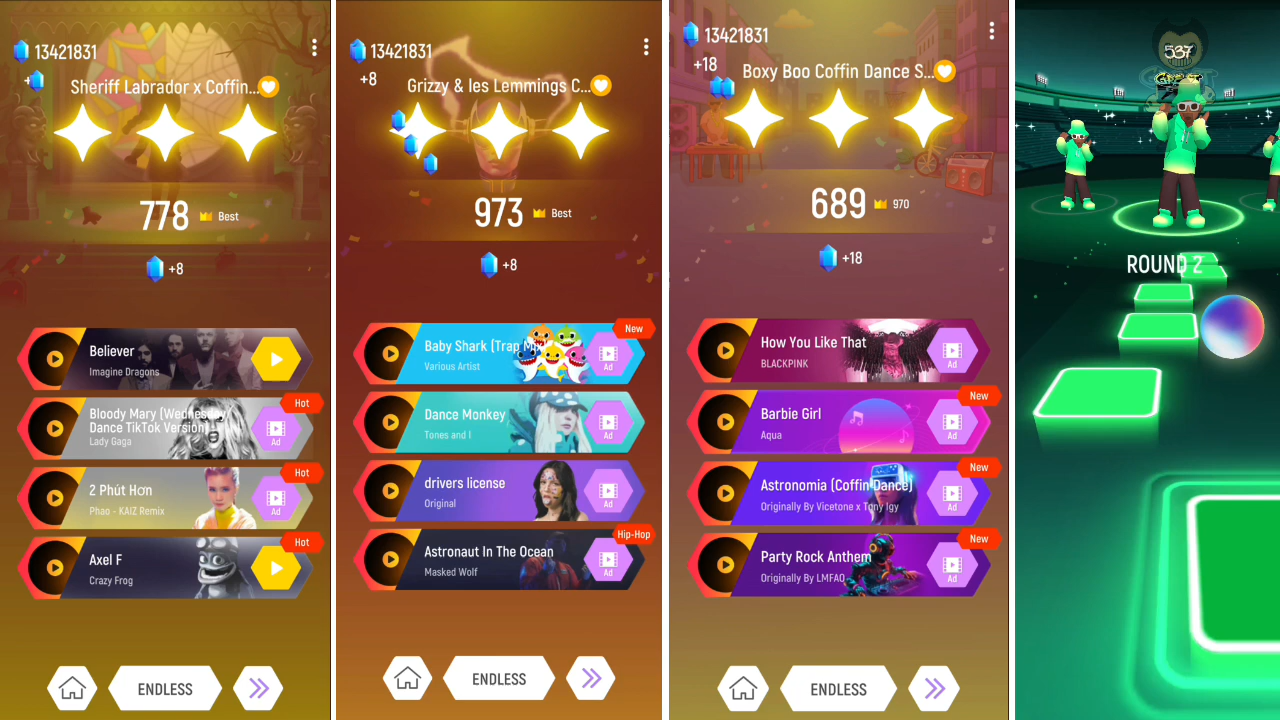 13421831
+
Sheriff Labrador x Coffin...
778
Best
+8
Believer
Imagine Dragons
Hot
Bloody Mary (Wednesday
Dance TikTok Version)
Lady Gaga
Ad
Hot
2 Phút Hơn
Phao - KAIZ Remix
Ad
Hot
Axel F
Crazy Frog
ENDLESS
13421831
+8
Grizzy & les Lemmings C...
973
Best
+8
New
Baby Shark (Trap Mix)
Various Artist
Ad
Dance Monkey
Tones and I
Ad
drivers license
Original
Ad
Hip-Hop
Astronaut In The Ocean
Masked Wolf
Ad
ENDLESS
13421831
+18
Boxy Boo Coffin Dance S...
689
970
+18
How You Like That
BLACKPINK
Ad
New
Barbie Girl
Aqua
Ad
New
Astronomia (Coffin Dance)
Originally By Vicetone x Tony Igy
Ad
New
Party Rock Anthem
Originally By LMFAO
Ad
ENDLESS
537
ROUND 2